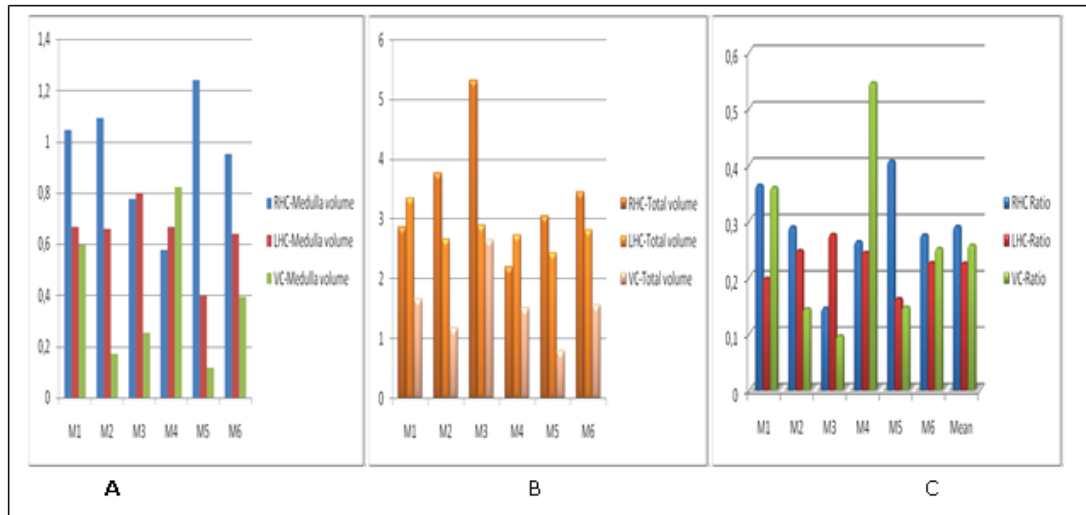 1,4
1,2
1
0,8
0,6
0,4
0,2
0
M1 M2 M3 M4 M5 M6
RHC-Medulla volume
LHC-Medulla volume
VC-Medulla volume
A
6
5
4
3
2
1
0
M1 M2 M3 M4 M5 M6
RHC-Total volume
LHC-Total volume
VC-Total volume
B
0,6
0,5
0,4
0,3
0,2
0,1
0
M1 M2 M3 M4 M5 M6 Mean
RHC Ratio
LHC-Ratio
VC-Ratio
C